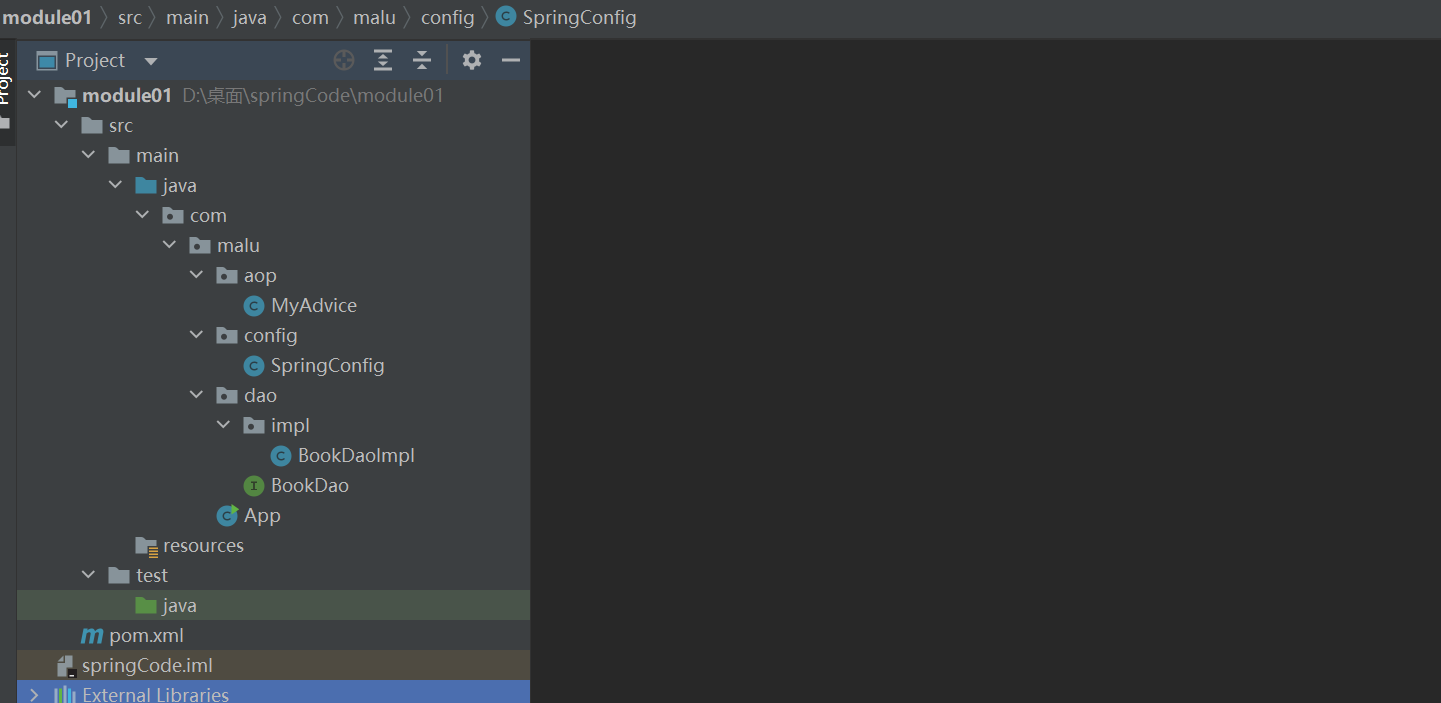 module01 〉 src 〉 main 〉 java 〉 com 〉 malu 〉 config 〉 SpringConfig
Project
Project
module01 D:\桌面\springCode\module01
src
main
java
com
malu
aop
MyAdvice
config
SpringConfig
dao
impl
BookDaoImpl
BookDao
App
resources
test
java
pom.xml
springCode.iml
External Libraries